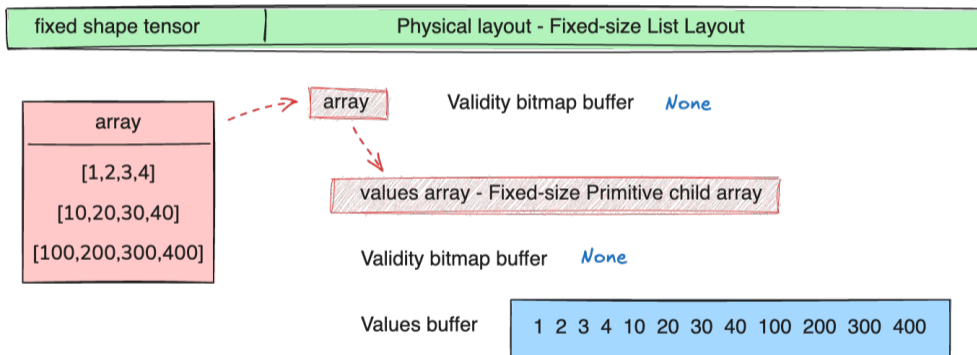 fixed shape tensor
Physical layout - Fixed-size List Layout
array
[1,2,3,4]
[10,20,30,40]
[100,200,300,400]
array
Validity bitmap buffer None
values array - Fixed-size Primitive child array
Validity bitmap buffer None
Values buffer
1 2 3 4 10 20 30 40 100 200 300 400